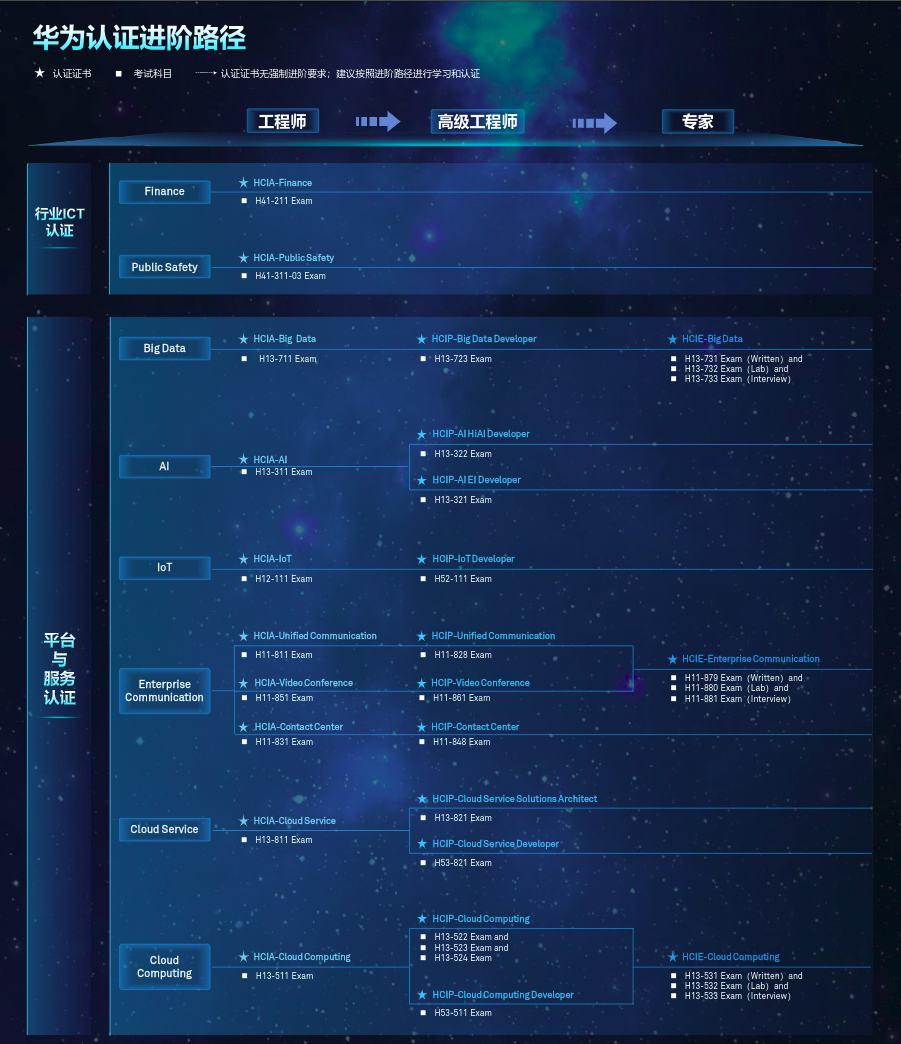 华为认证进阶路径
认证证书 考试科目 认证证书无强制进阶要求；建议按照进阶路径进行学习和认证
工程师 高级工程师 专家
行业ICT
认证
Finance
HCIA-Finance
H41-211 Exam
Public Safety
HCIA-Public Safety
H41-311-03 Exam
平台
与
服务
认证
Big Data
HCIA-Big Data
H13-711 Exam
HCIP-Big Data Developer
H13-723 Exam
HCIE-Big Data
H13-731 Exam（Written）and
H13-732 Exam（Lab）and
H13-733 Exam（Interview）
AI
HCIA-AI
H13-311 Exam
HCIP-AI HiAI Developer
H13-322 Exam
HCIP-AI EI Developer
H13-321 Exam
IoT
HCIA-IoT
H12-111 Exam
HCIP-IoT Developer
H52-111 Exam
Enterprise
Communication
HCIA-Unified Communication
H11-811 Exam
HCIP-Unified Communication
H11-828 Exam
HCIA-Video Conference
H11-851 Exam
HCIP-Video Conference
H11-861 Exam
HCIA-Contact Center
H11-831 Exam
HCIP-Contact Center
H11-848 Exam
HCIE-Enterprise Communication
H11-879 Exam（Written）and
H11-880 Exam（Lab）and
H11-881 Exam（Interview）
Cloud Service
HCIA-Cloud Service
H13-811 Exam
HCIP-Cloud Service Solutions Architect
H13-821 Exam
HCIP-Cloud Service Developer
H53-821 Exam
Cloud
Computing
HCIA-Cloud Computing
H13-511 Exam
HCIP-Cloud Computing
H13-522 Exam and
H13-523 Exam and
H13-524 Exam
HCIP-Cloud Computing Developer
H53-511 Exam
HCIE-Cloud Computing
H13-531 Exam（Written）and
H13-532 Exam（Lab）and
H13-533 Exam（Interview）